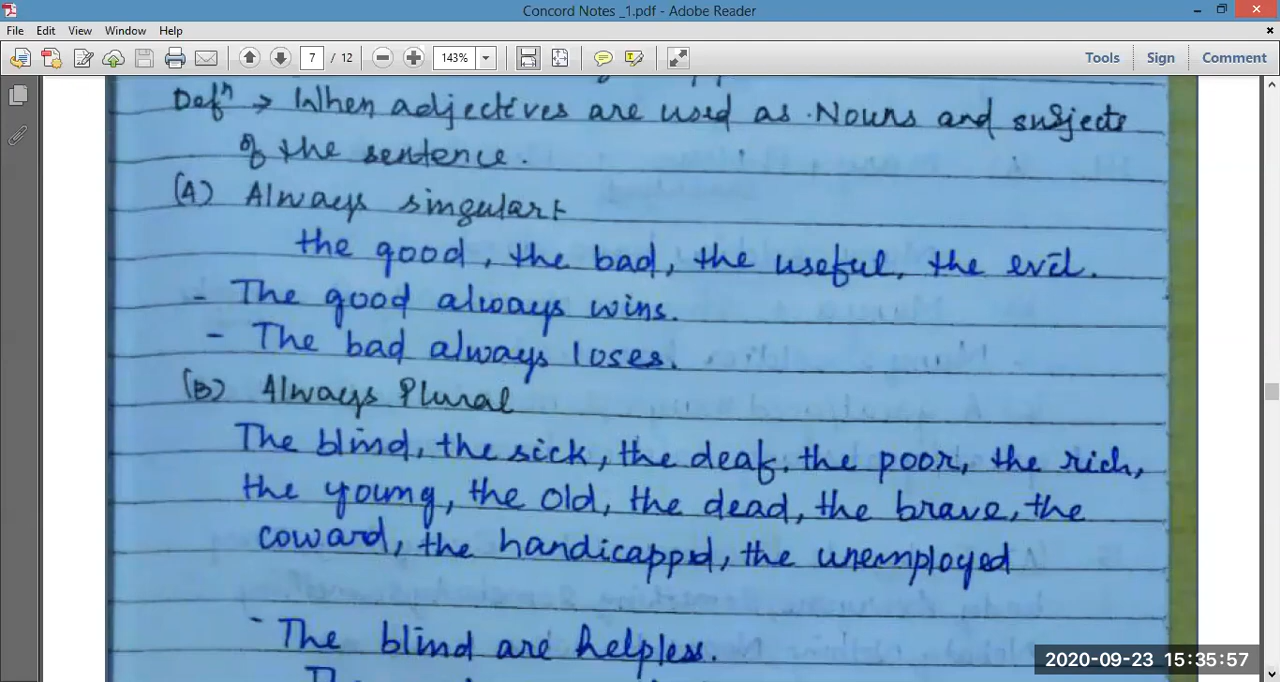 Concord Notes _1.pdf - Adobe Reader
File Edit View Window Help
7 / 12 143% Tools Sign Comment
Defⁿ → When adjectives are used as Nouns and subjects
of the sentence.
(A) Always singular:
the good, the bad, the useful, the evil.
- The good always wins.
- The bad always loses.
(B) Always Plural
The blind, the sick, the deaf. the poor, the rich,
the young, the old, the dead, the brave, the
coward, the handicappd, the unemployed
- The blind are helpless.
2020-09-23 15:35:57